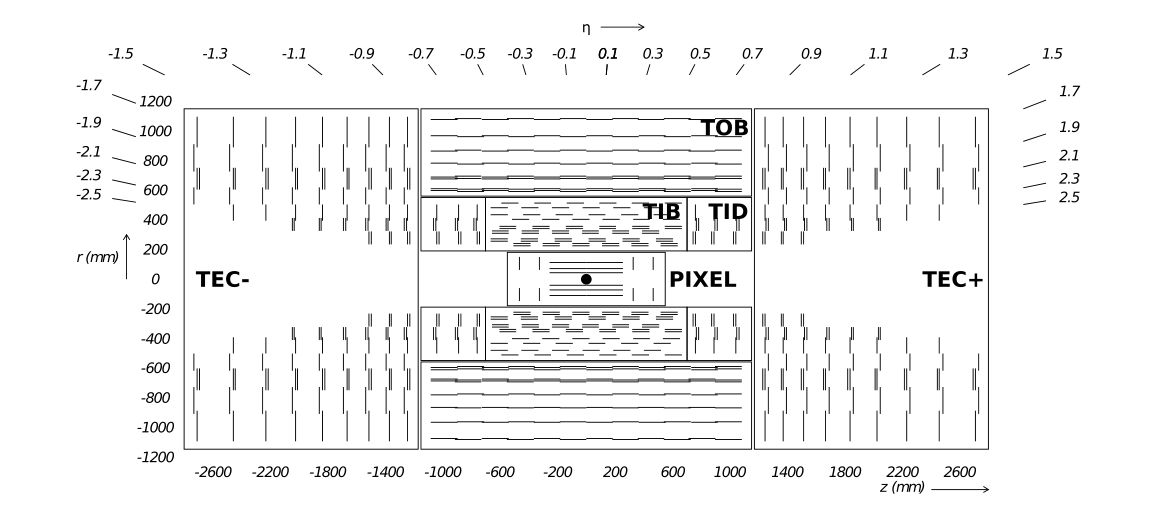 η
-1.5 -1.3 -1.1 -0.9 -0.7 -0.5 -0.3 -0.1 0.1 0.3 0.5 0.7 0.9 1.1 1.3 1.5
-1.7 1.7
1200
-1.9 1000 TOB 1.9
-2.1 800 2.1
-2.3 600 2.3
-2.5 2.5
400 TIB TID
r (mm) 200
0 TEC- PIXEL TEC+
-200
-400
-600
-800
-1000
-1200
-2600 -2200 -1800 -1400 -1000 -600 -200 200 600 1000 1400 1800 2200 2600
z (mm)